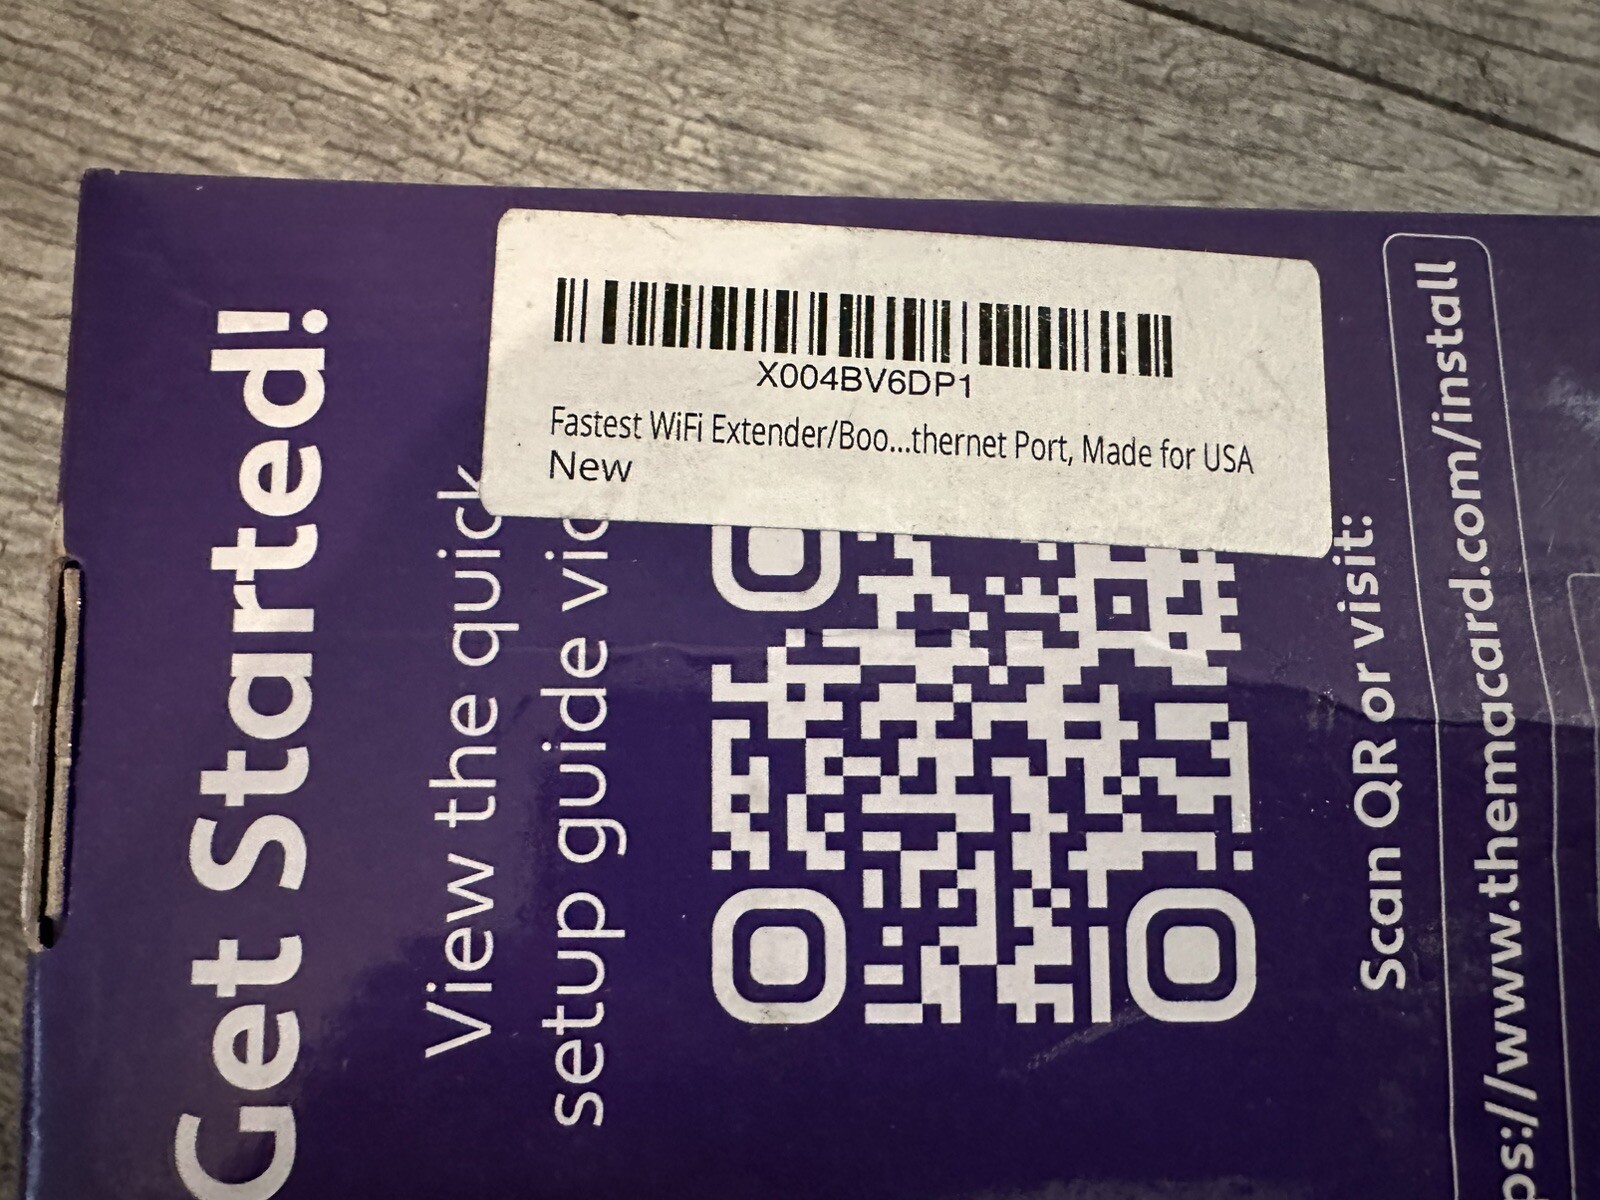 X004BV6DP1
Fastest WiFi Extender/Boo...thernet Port, Made for USA
New
Get Started!
View the quick
setup guide
Scan QR or visit:
ps://www.themacard.com/install